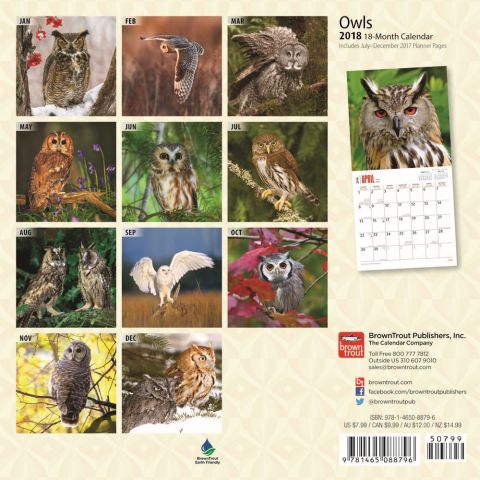 Owls
2018 18-Month Calendar
Includes July–December 2017 Planner Pages
JAN
FEB
MAR
APRIL
MAY
JUN
JUL
AUG
SEP
OCT
NOV
DEC
brown
trout
BrownTrout Publishers, Inc.
The Calendar Company
Toll Free 800 777 7812
Outside US 310 607 9010
sales@browntrout.com
browntrout.com
facebook.com/browntroutpublishers
@browntroutpub
ISBN: 978-1-4650-8879-6
US $7.99 / CAN $9.99 / AU $12.00 / NZ $14.99
50799
9 781465 088796
BrownTrout
Earth Friendly